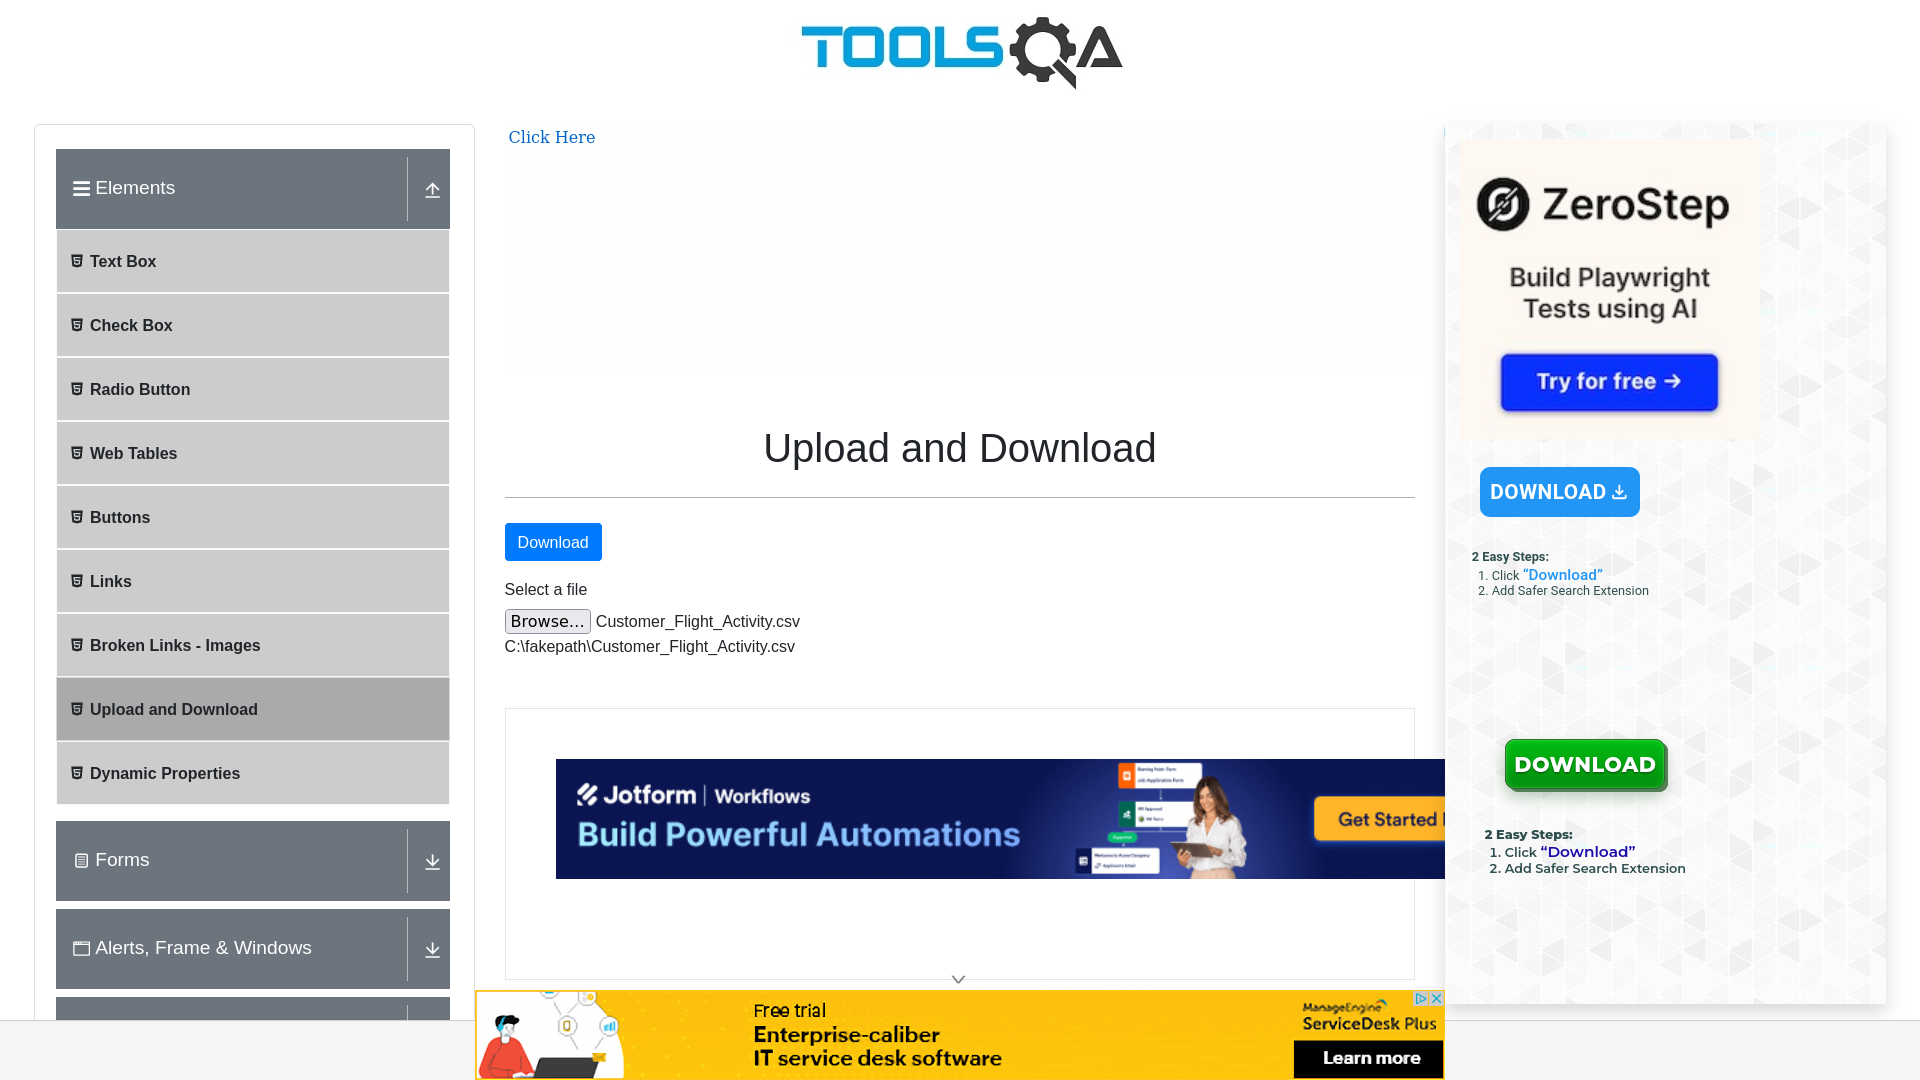 TOOLSQA
Click Here
Elements
Text Box
Check Box
Radio Button
Web Tables
Buttons
Links
Broken Links - Images
Upload and Download
Dynamic Properties
Forms
Alerts, Frame & Windows
Upload and Download
Download
Select a file
Browse... Customer_Flight_Activity.csv
C:\fakepath\Customer_Flight_Activity.csv
Jotform | Workflows
Build Powerful Automations
Get Started
Free trial
Enterprise-caliber
IT service desk software
ManageEngine
ServiceDesk Plus
Learn more
ZeroStep
Build Playwright
Tests using AI
Try for free →
DOWNLOAD
2 Easy Steps:
1. Click “Download”
2. Add Safer Search Extension
DOWNLOAD
2 Easy Steps:
1. Click “Download”
2. Add Safer Search Extension